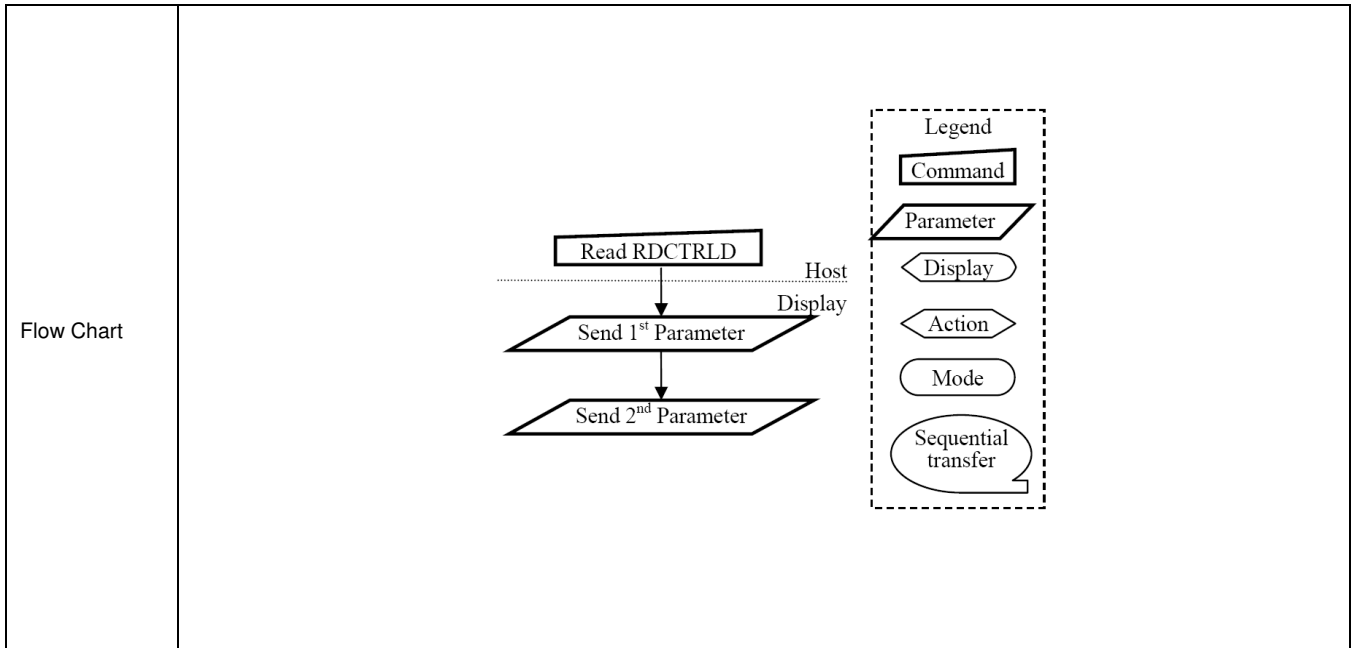 Flow Chart
Read RDCTRLD
Host
Display
Send 1st Parameter
Send 2nd Parameter
Legend
Command
Parameter
Display
Action
Mode
Sequential
transfer